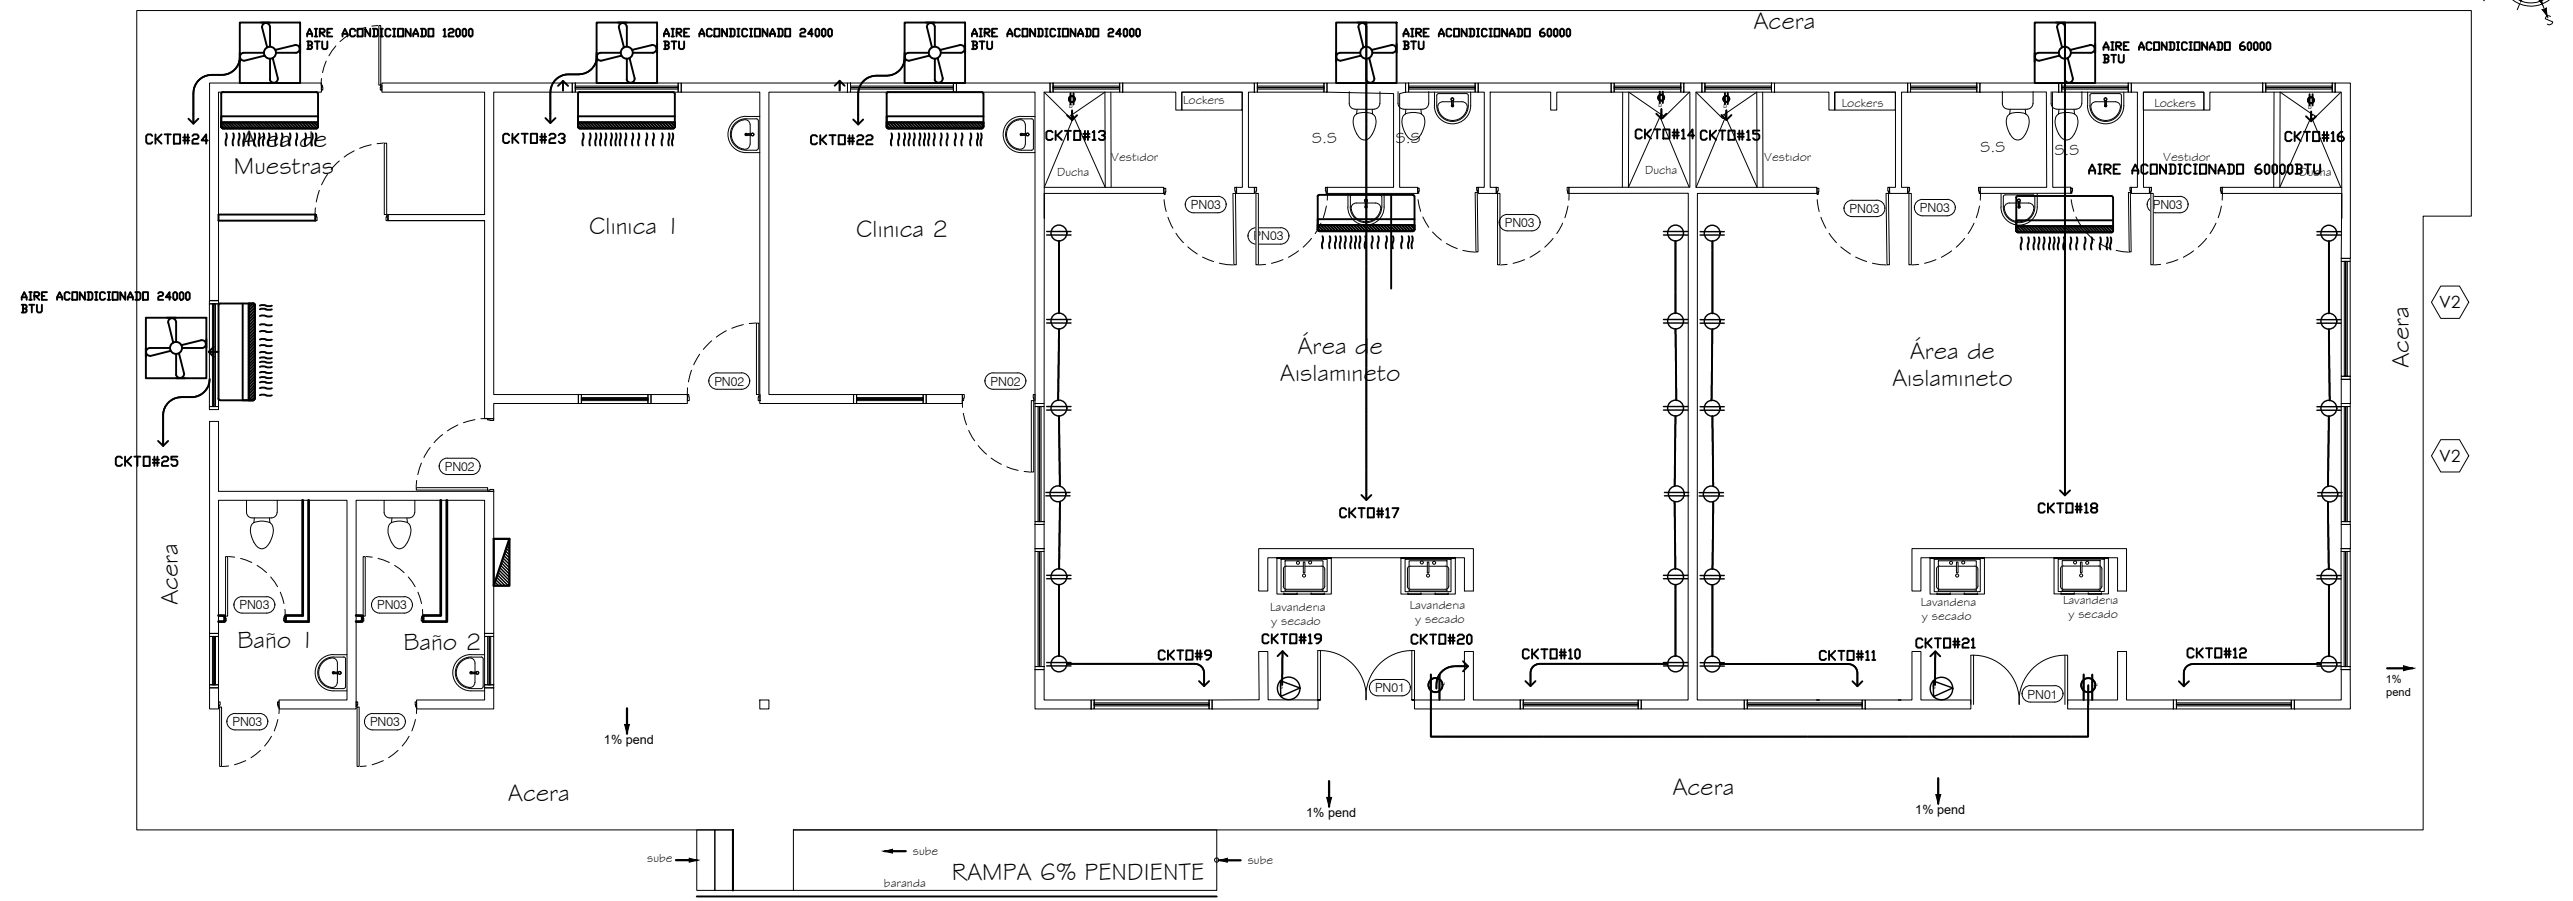 Acera
S
AIRE ACONDICIONADO 12000
BTU
AIRE ACONDICIONADO 24000
BTU
AIRE ACONDICIONADO 24000
BTU
AIRE ACONDICIONADO 60000
BTU
AIRE ACONDICIONADO 60000
BTU
Lockers
Lockers
Lockers
CKTO#24
CKTO#23
CKTO#22
CKTO#13
CKTO#14
CKTO#15
CKTO#16
S.S
S.S
S.S
S.S
Área de
Muestras
Vestidor
Vestidor
Vestidor
Ducha
Ducha
Ducha
AIRE ACONDICIONADO 60000BTU
PN03
PN03
PN03
PN03
PN03
PN03
Clinica 1
Clinica 2
AIRE ACONDICIONADO 24000
BTU
V2
Acera
Área de
Aislamineto
Área de
Aislamineto
PN02
PN02
CKTO#25
PN02
V2
CKTO#17
CKTO#18
Acera
PN03
PN03
Lavanderia
y secado
Lavanderia
y secado
Lavanderia
y secado
Lavanderia
y secado
Baño 1
Baño 2
CKTO#19
CKTO#20
CKTO#21
CKTO#9
CKTO#10
CKTO#11
CKTO#12
PN01
PN01
1%
pend
PN03
PN03
1% pend
Acera
Acera
1% pend
1% pend
sube
sube
sube
RAMPA 6% PENDIENTE
baranda